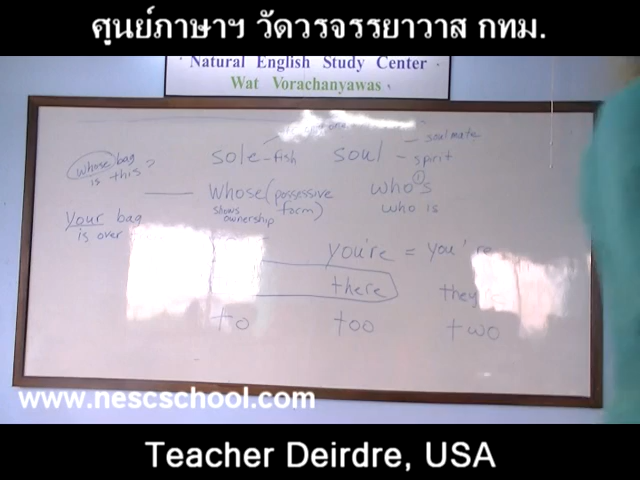 ศูนย์ภาษาฯ วัดวรจรรยาวาส กทม.
Natural English Study Center
Wat Vorachanyawas
whose bag is this?
sole - fish
soul - soulmate - spirit
whose (possessive form) shows ownership
who's who is
your bag is over
you're = you're
there
to too two
www.nescschool.com
Teacher Deirdre, USA